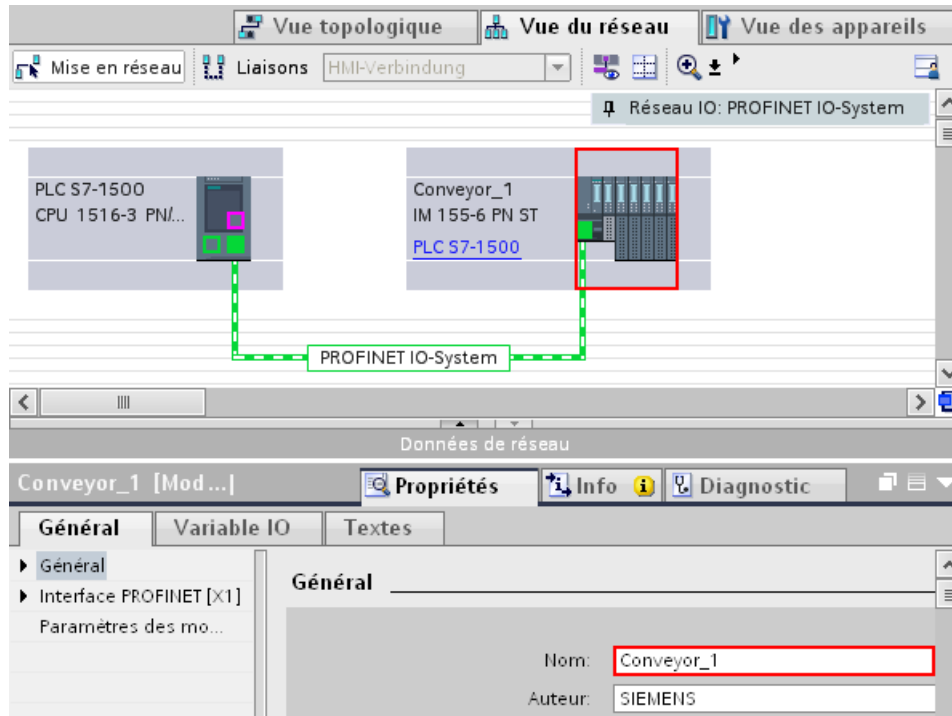 Vue topologique Vue du réseau Vue des appareils
Mise en réseau Liaisons HMI-Verbindung
Réseau IO: PROFINET IO-System
PLC S7-1500
CPU 1516-3 PN/...
Conveyor_1
IM 155-6 PN ST
PLC S7-1500
PROFINET IO-System
Données de réseau
Conveyor_1 [Mod...] Propriétés Info Diagnostic
Général Variable IO Textes
Général
Interface PROFINET [X1]
Paramètres des mo...
Général
Nom: Conveyor_1
Auteur: SIEMENS